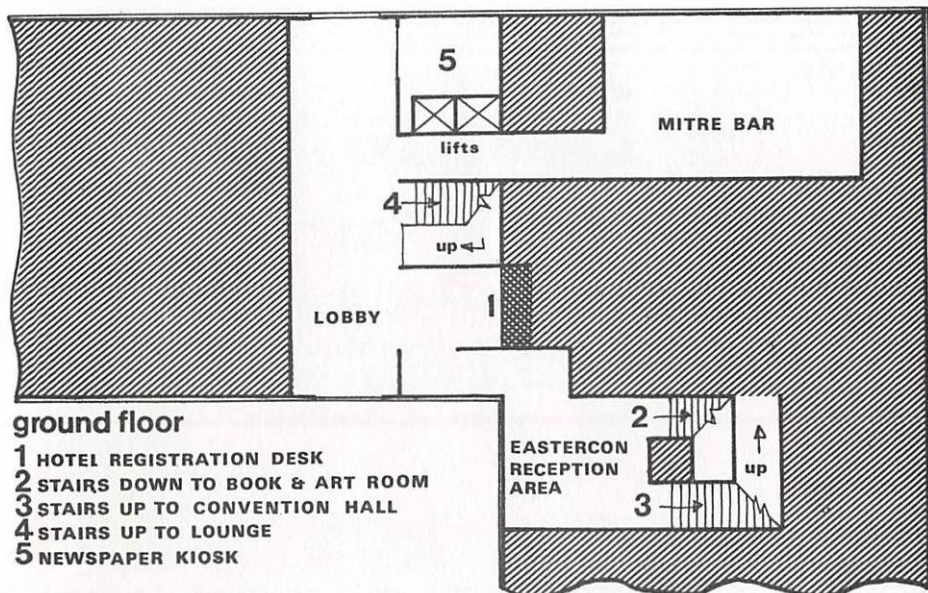 5
MITRE BAR
lifts
4
up
1
LOBBY
2
EASTERCON
RECEPTION
AREA
up
3
ground floor
1 HOTEL REGISTRATION DESK
2 STAIRS DOWN TO BOOK & ART ROOM
3 STAIRS UP TO CONVENTION HALL
4 STAIRS UP TO LOUNGE
5 NEWSPAPER KIOSK